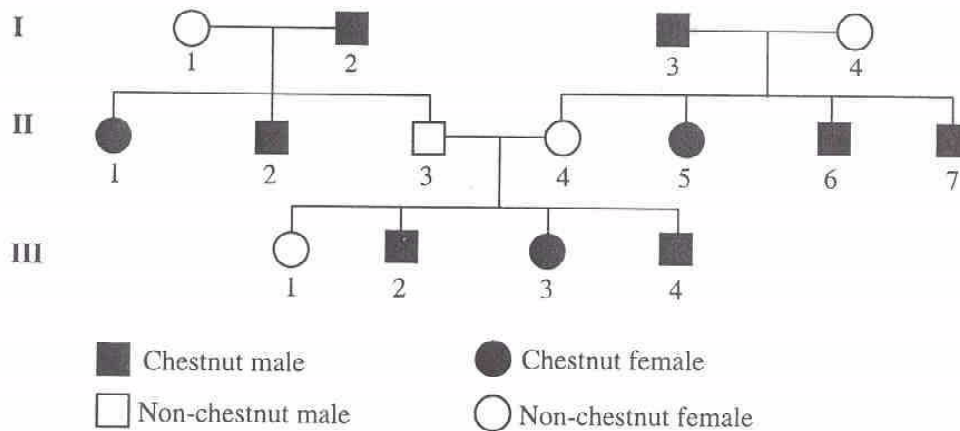 I
1 2 3 4
II
1 2 3 4 5 6 7
III
1 2 3 4
Chestnut male Chestnut female
Non-chestnut male Non-chestnut female